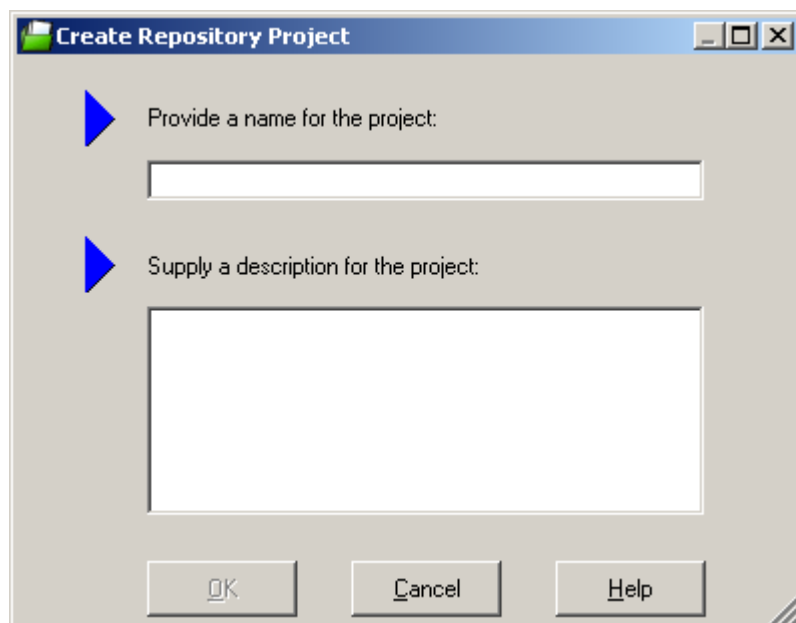 Create Repository Project
Provide a name for the project:
Supply a description for the project:
OK Cancel Help